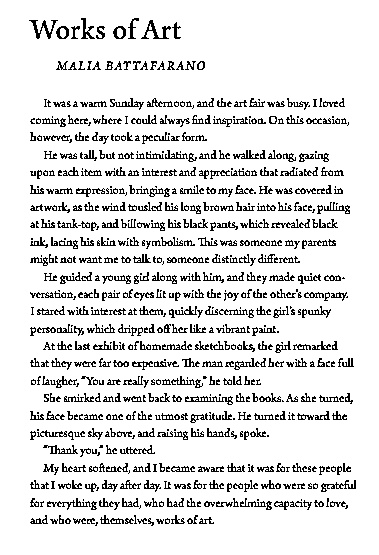 Works of Art
MALIA BATTAFARANO
It was a warm Sunday afternoon, and the art fair was busy. I loved
coming here, where I could always find inspiration. On this occasion,
however, the day took a peculiar form.
He was tall, but not intimidating, and he walked along, gazing
upon each item with an interest and appreciation that radiated from
his warm expression, bringing a smile to my face. He was covered in
artwork, as the wind tousled his long brown hair into his face, pulling
at his tank-top, and billowing his black pants, which revealed black
ink, lacing his skin with symbolism. This was someone my parents
might not want me to talk to, someone distinctly different.
He guided a young girl along with him, and they made quiet con-
versation, each pair of eyes lit up with the joy of the other's company.
I stared with interest at them, quickly discerning the girl's spunky
personality, which dripped off her like a vibrant paint.
At the last exhibit of homemade sketchbooks, the girl remarked
that they were far too expensive. The man regarded her with a face full
of laugher, "You are really something," he told her.
She smirked and went back to examining the books. As she turned,
his face became one of the utmost gratitude. He turned it toward the
picturesque sky above, and raising his hands, spoke.
"Thank you," he uttered.
My heart softened, and I became aware that it was for these people
that I woke up, day after day. It was for the people who were so grateful
for everything they had, who had the overwhelming capacity to love,
and who were, themselves, works of art.